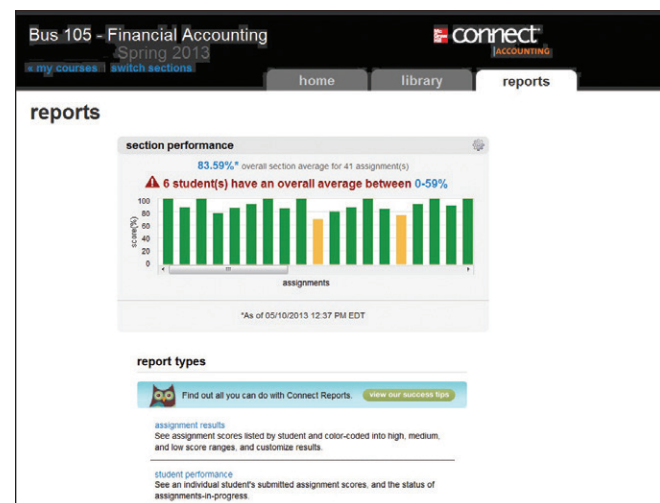 Bus 105 - Financial Accounting
Spring 2013
« my courses | switch sections
connect
ACCOUNTING
home library reports
reports
section performance
83.59%* overall section average for 41 assignment(s)
6 student(s) have an overall average between 0-59%
score(%)
100
80
60
40
20
0
assignments
*As of 05/10/2013 12:37 PM EDT
report types
Find out all you can do with Connect Reports. view our success tips
assignment results
See assignment scores listed by student and color-coded into high, medium,
and low score ranges, and customize results.
student performance
See an individual student's submitted assignment scores, and the status of
assignments-in-progress.